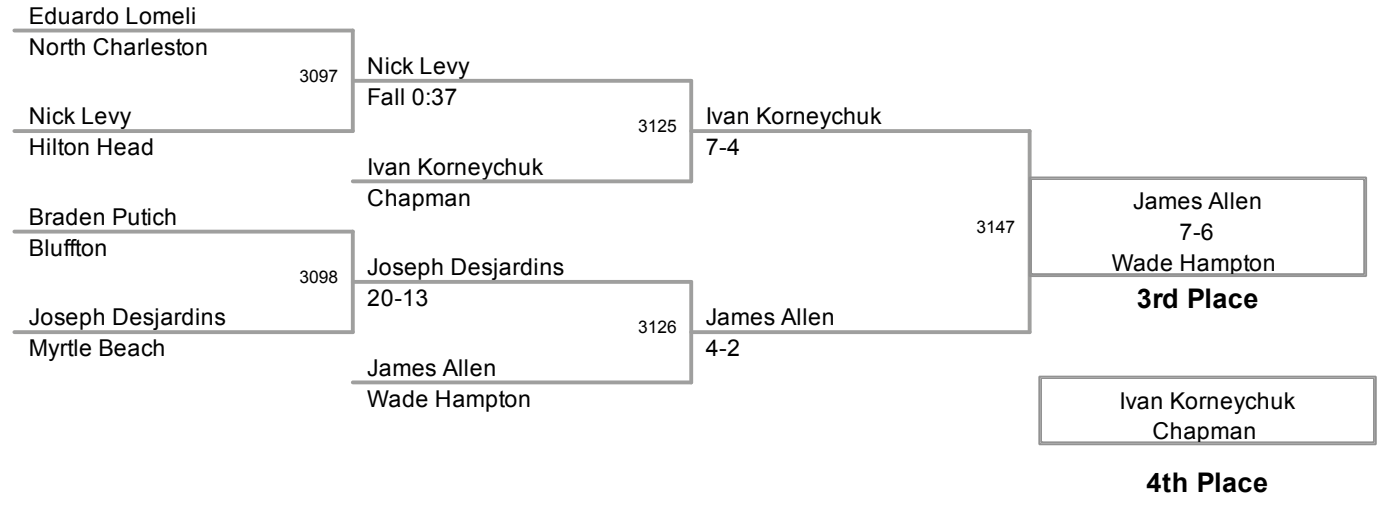 Eduardo Lomeli
North Charleston
3097
Nick Levy
Hilton Head
Braden Putich
Bluffton
3098
Joseph Desjardins
Myrtle Beach
Nick Levy
Fall 0:37
3125
Ivan Korneychuk
Chapman
Joseph Desjardins
20-13
3126
James Allen
Wade Hampton
Ivan Korneychuk
7-4
3147
James Allen
4-2
James Allen
7-6
Wade Hampton
3rd Place
Ivan Korneychuk
Chapman
4th Place